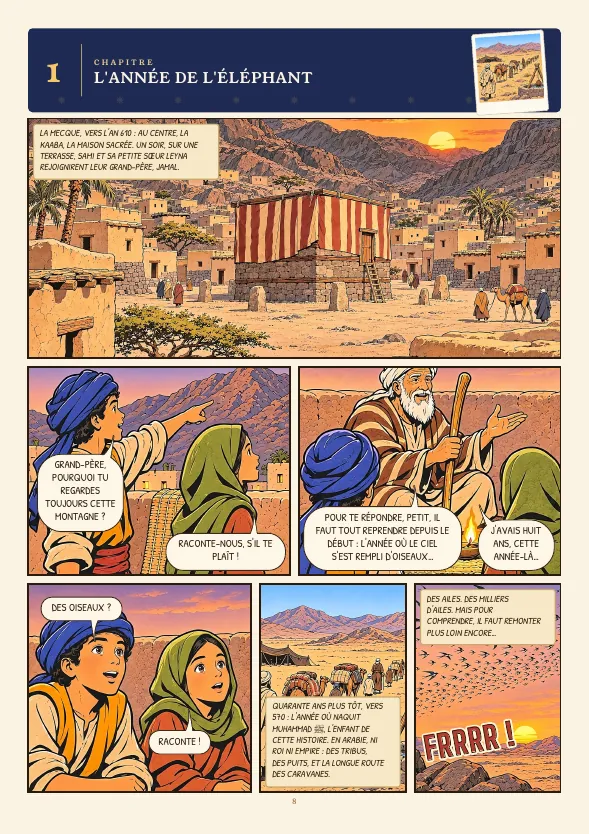 1
CHAPITRE
L'ANNÉE DE L'ÉLÉPHANT
LA MECQUE, VERS L'AN 610 : AU CENTRE, LA
KAABA, LA MAISON SACRÉE. UN SOIR, SUR UNE
TERRASSE, SAMI ET SA PETITE SŒUR LEYNA
REJOIGNIRENT LEUR GRAND-PÈRE, JAMAL.
GRAND-PÈRE,
POURQUOI TU
REGARDES
TOUJOURS CETTE
MONTAGNE ?
RACONTE-NOUS, S'IL TE
PLAÎT !
POUR TE RÉPONDRE, PETIT, IL
FAUT TOUT REPRENDRE DEPUIS LE
DÉBUT : L'ANNÉE OÙ LE CIEL
S'EST REMPLI D'OISEAUX...
J'AVAIS HUIT
ANS, CETTE
ANNÉE-LÀ...
DES OISEAUX ?
RACONTE !
QUARANTE ANS PLUS TÔT, VERS
570 : L'ANNÉE OÙ NAQUIT
MUHAMMAD ﷺ, L'ENFANT DE
CETTE HISTOIRE. EN ARABIE, NI
ROI NI EMPIRE : DES TRIBUS,
DES PUITS, ET LA LONGUE ROUTE
DES CARAVANES.
DES AILES. DES MILLIERS
D'AILES. MAIS POUR
COMPRENDRE, IL FAUT REMONTER
PLUS LOIN ENCORE...
FRRRR !
8